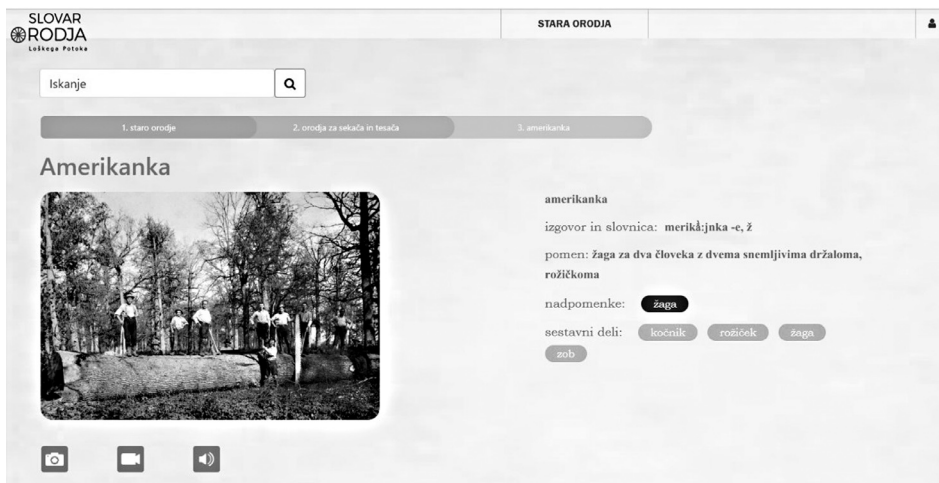 SLOVAR
ORODJA
Loškega Potoka
STARA ORODJA
Iskanje
1. staro orodje
2. orodja za sekača in tesača
3. amerikanka
Amerikanka
amerikanka
izgovor in slovnica: merikȧ̀:jnka -e, ž
pomen: žaga za dva človeka z dvema snemljivima držaloma,
rožičkoma
nadpomenke: žaga
sestavni deli: kočnik rožiček žaga
zob